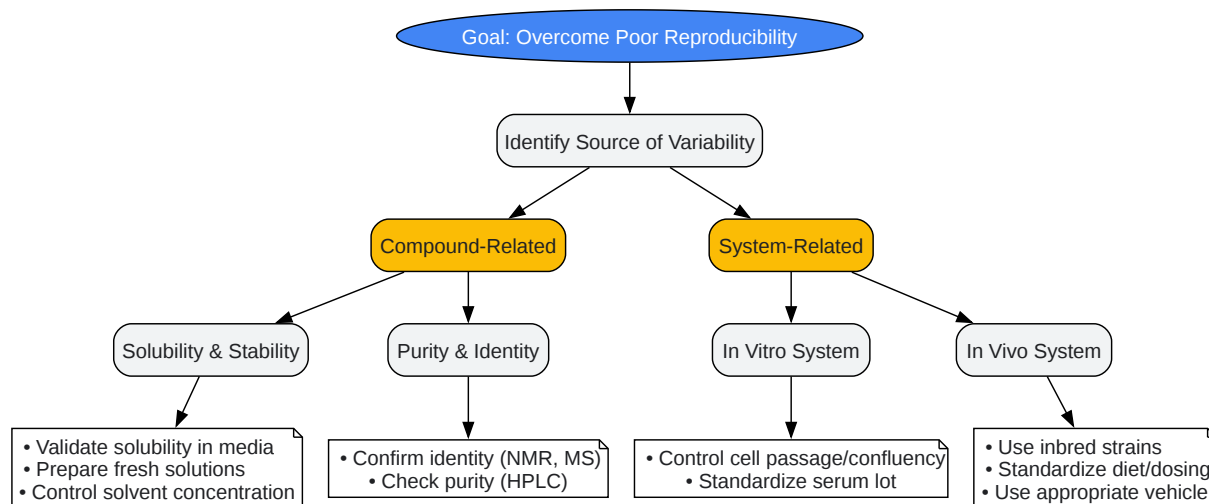 Goal: Overcome Poor Reproducibility
Identify Source of Variability
Compound-Related
System-Related
Solubility & Stability
Purity & Identity
In Vitro System
In Vivo System
• Validate solubility in media
• Prepare fresh solutions
• Control solvent concentration
• Confirm identity (NMR, MS)
• Check purity (HPLC)
• Control cell passage/confluency
• Standardize serum lot
• Use inbred strains
• Standardize diet/dosing
• Use appropriate vehicle